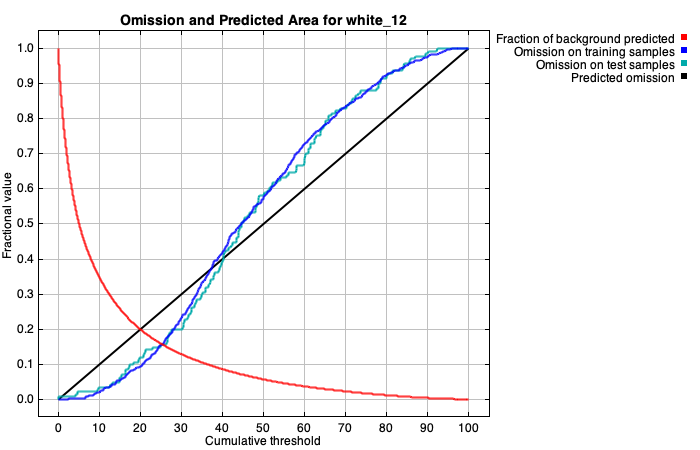 Omission and Predicted Area for white_12
Fraction of background predicted
Omission on training samples
Omission on test samples
Predicted omission
Fractional value
1.0
0.9
0.8
0.7
0.6
0.5
0.4
0.3
0.2
0.1
0.0
0 10 20 30 40 50 60 70 80 90 100
Cumulative threshold